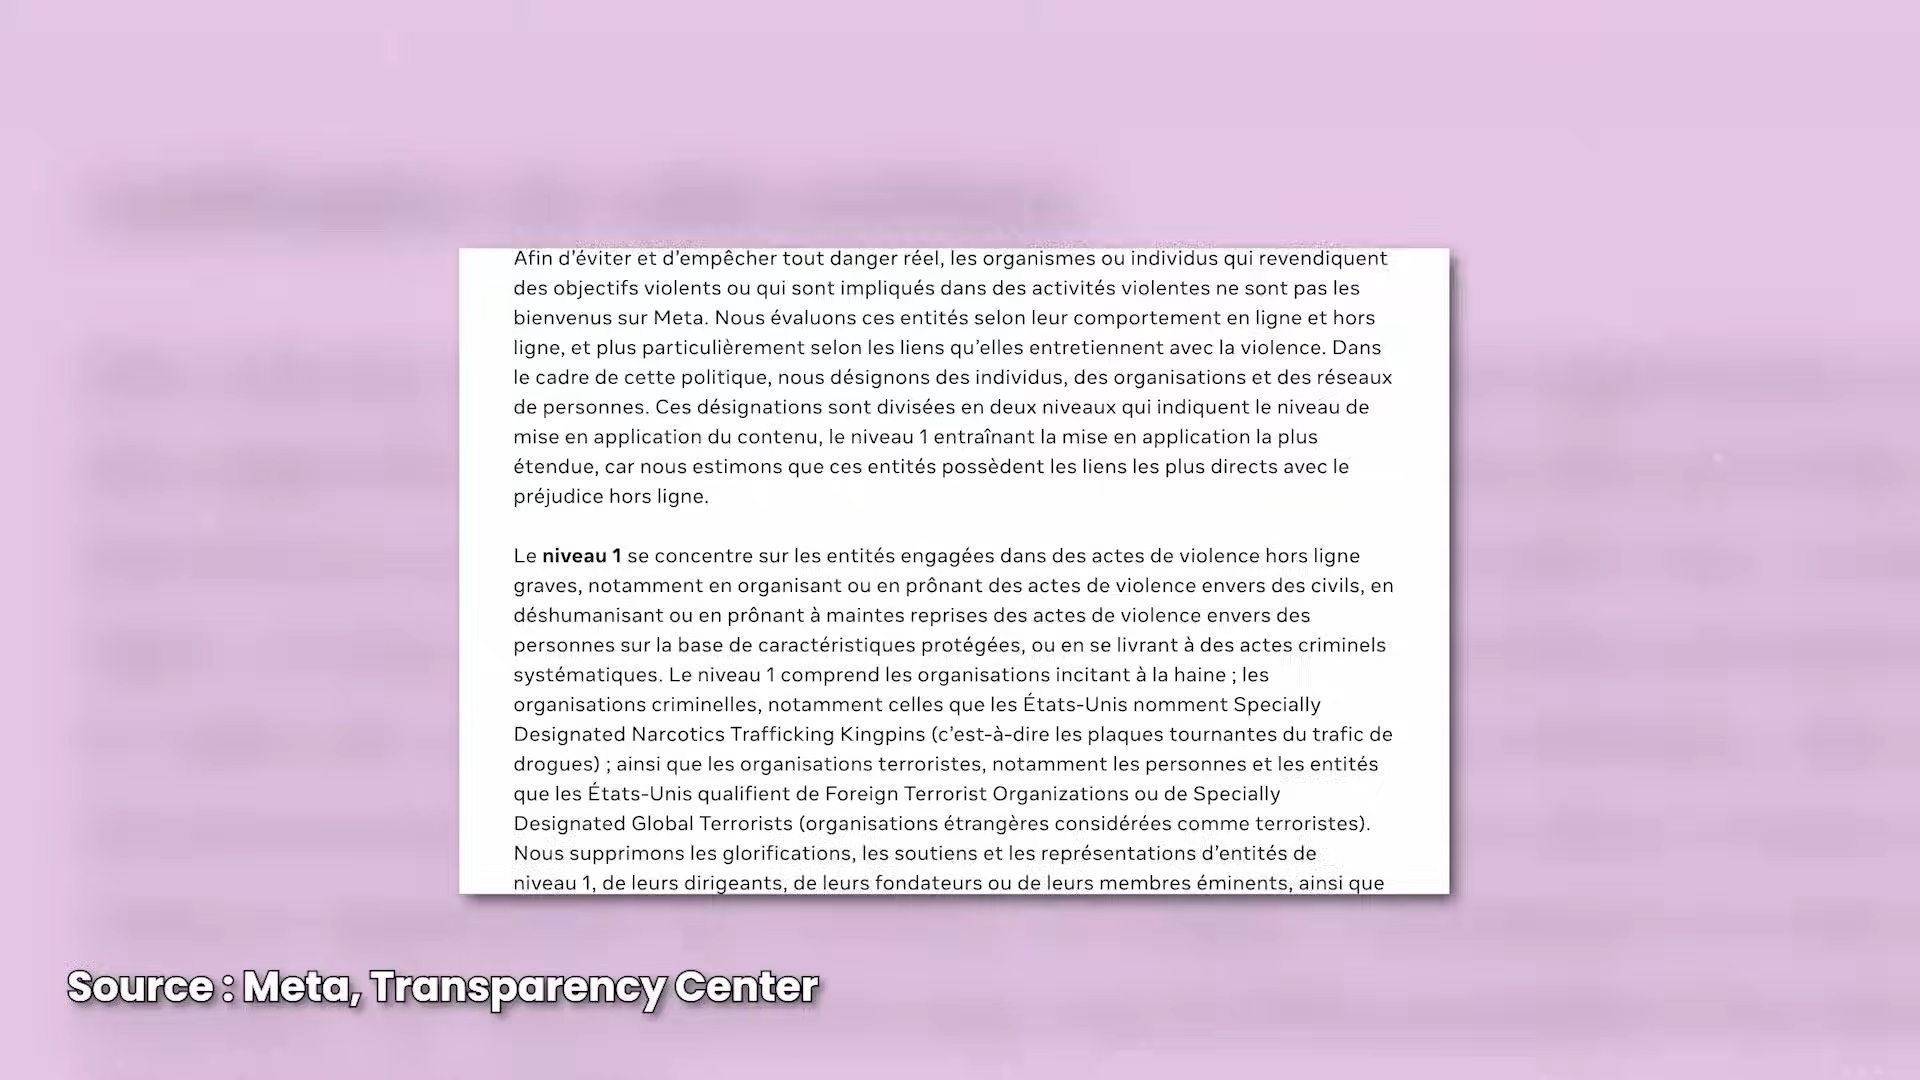 Afin d'éviter et d'empêcher tout danger réel, les organismes ou individus qui revendiquent
des objectifs violents ou qui sont impliqués dans des activités violentes ne sont pas les
bienvenus sur Meta. Nous évaluons ces entités selon leur comportement en ligne et hors
ligne, et plus particulièrement selon les liens qu'elles entretiennent avec la violence. Dans
le cadre de cette politique, nous désignons des individus, des organisations et des réseaux
de personnes. Ces désignations sont divisées en deux niveaux qui indiquent le niveau de
mise en application du contenu, le niveau 1 entraînant la mise en application la plus
étendue, car nous estimons que ces entités possèdent les liens les plus directs avec le
préjudice hors ligne.
Le niveau 1 se concentre sur les entités engagées dans des actes de violence hors ligne
graves, notamment en organisant ou en prônant des actes de violence envers des civils, en
déshumanisant ou en prônant à maintes reprises des actes de violence envers des
personnes sur la base de caractéristiques protégées, ou en se livrant à des actes criminels
systématiques. Le niveau 1 comprend les organisations incitant à la haine ; les
organisations criminelles, notamment celles que les États-Unis nomment Specially
Designated Narcotics Trafficking Kingpins (c'est-à-dire les plaques tournantes du trafic de
drogues) ; ainsi que les organisations terroristes, notamment les personnes et les entités
que les États-Unis qualifient de Foreign Terrorist Organizations ou de Specially
Designated Global Terrorists (organisations étrangères considérées comme terroristes).
Nous supprimons les glorifications, les soutiens et les représentations d'entités de
niveau 1, de leurs dirigeants, de leurs fondateurs ou de leurs membres éminents, ainsi que
Source : Meta, Transparency Center